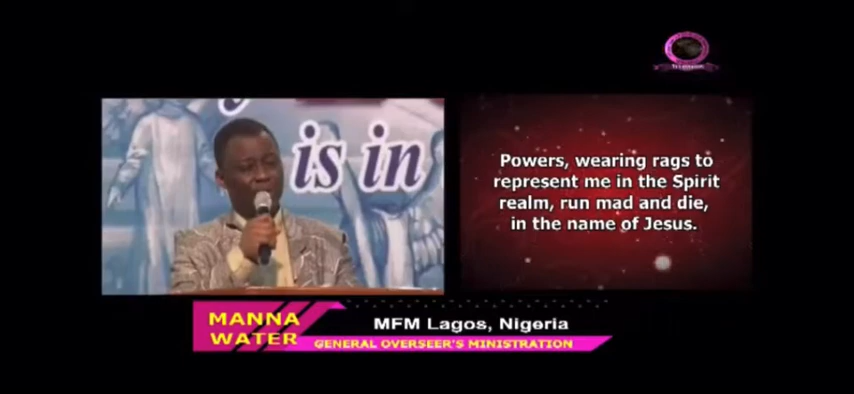 is in
Powers, wearing rags to
represent me in the Spirit
realm, run mad and die,
in the name of Jesus.
MANNA
WATER
MFM Lagos, Nigeria
GENERAL OVERSEER'S MINISTRATION